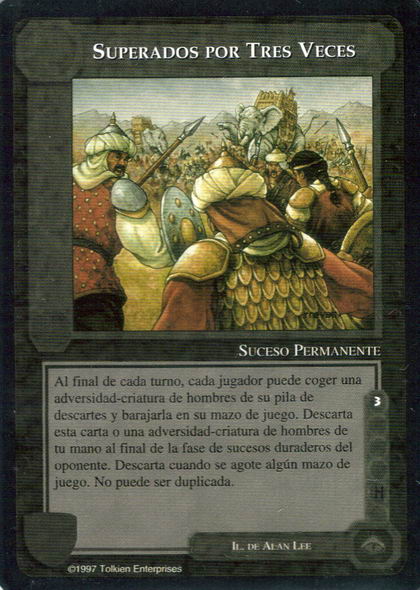 Superados por Tres Veces
Suceso Permanente
Al final de cada turno, cada jugador puede coger una
adversidad-criatura de hombres de su pila de
descartes y barajarla en su mazo de juego. Descarta
esta carta o una adversidad-criatura de hombres de
tu mano al final de la fase de sucesos duraderos del
oponente. Descarta cuando se agote algún mazo de
juego. No puede ser duplicada.
3
Il. de Alan Lee
©1997 Tolkien Enterprises